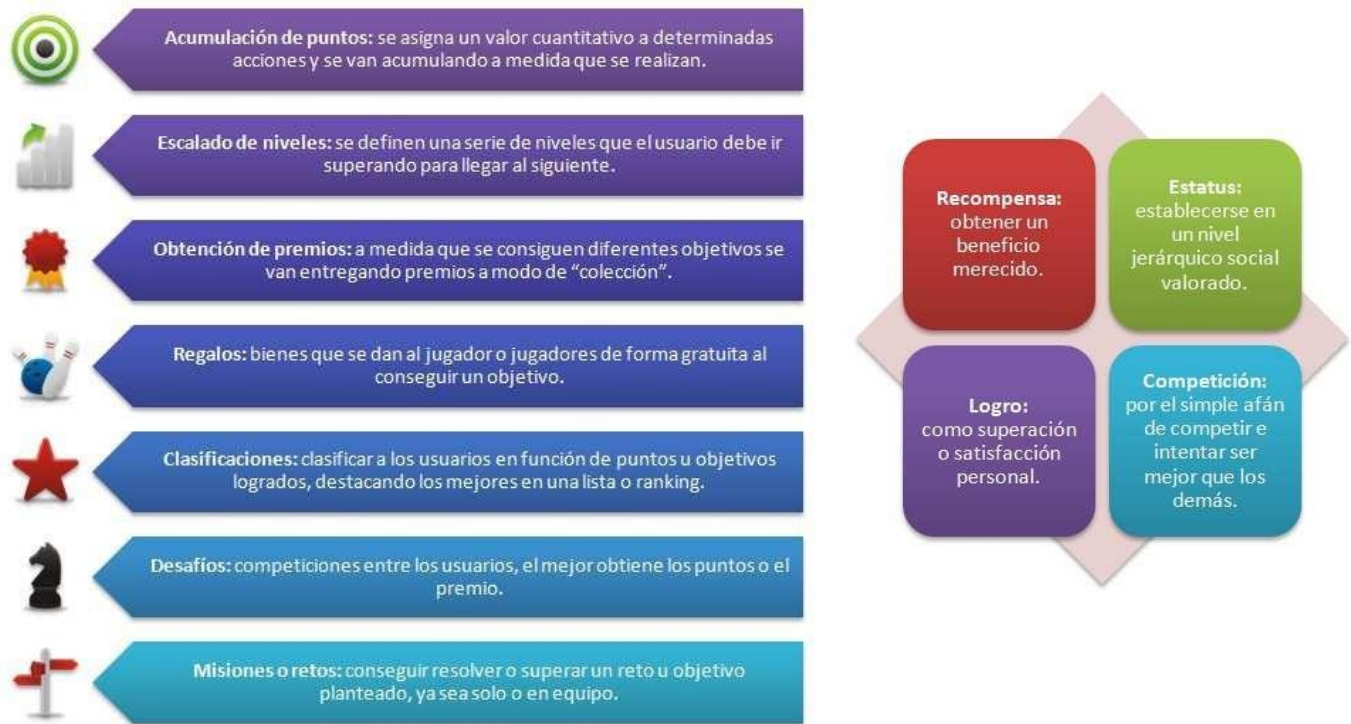 Acumulación de puntos: se asigna un valor cuantitativo a determinadas
acciones y se van acumulando a medida que se realizan.
Escalado de niveles: se definen una serie de niveles que el usuario debe ir
superando para llegar al siguiente.
Obtención de premios: a medida que se consiguen diferentes objetivos se
van entregando premios a modo de “colección”.
Regalos: bienes que se dan al jugador o jugadores de forma gratuita al
conseguir un objetivo.
Clasificaciones: clasificar a los usuarios en función de puntos u objetivos
logrados, destacando los mejores en una lista o ranking.
Desafíos: competiciones entre los usuarios, el mejor obtiene los puntos o el
premio.
Misiones o retos: conseguir resolver o superar un reto u objetivo
planteado, ya sea solo o en equipo.
Recompensa:
obtener un
beneficio
merecido.
Estatus:
establecerse en
un nivel
jerárquico social
valorado.
Logro:
como superación
o satisfacción
personal.
Competición:
por el simple afán
de competir e
intentar ser
mejor que los
demás.